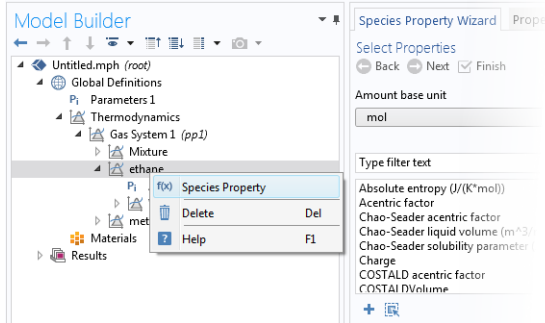 Model Builder
Untitled.mph (root)
Global Definitions
Pi Parameters 1
Thermodynamics
Gas System 1 (pp1)
Mixture
ethane
Pi
f(x) Species Property
Delete Del
Help F1
met
Materials
Results
Species Property Wizard Prope
Select Properties
Back Next Finish
Amount base unit
mol
Type filter text
Absolute entropy (J/(K*mol))
Acentric factor
Chao-Seader acentric factor
Chao-Seader liquid volume (m^3/
Chao-Seader solubility parameter (
Charge
COSTALD acentric factor
COSTALDVolume